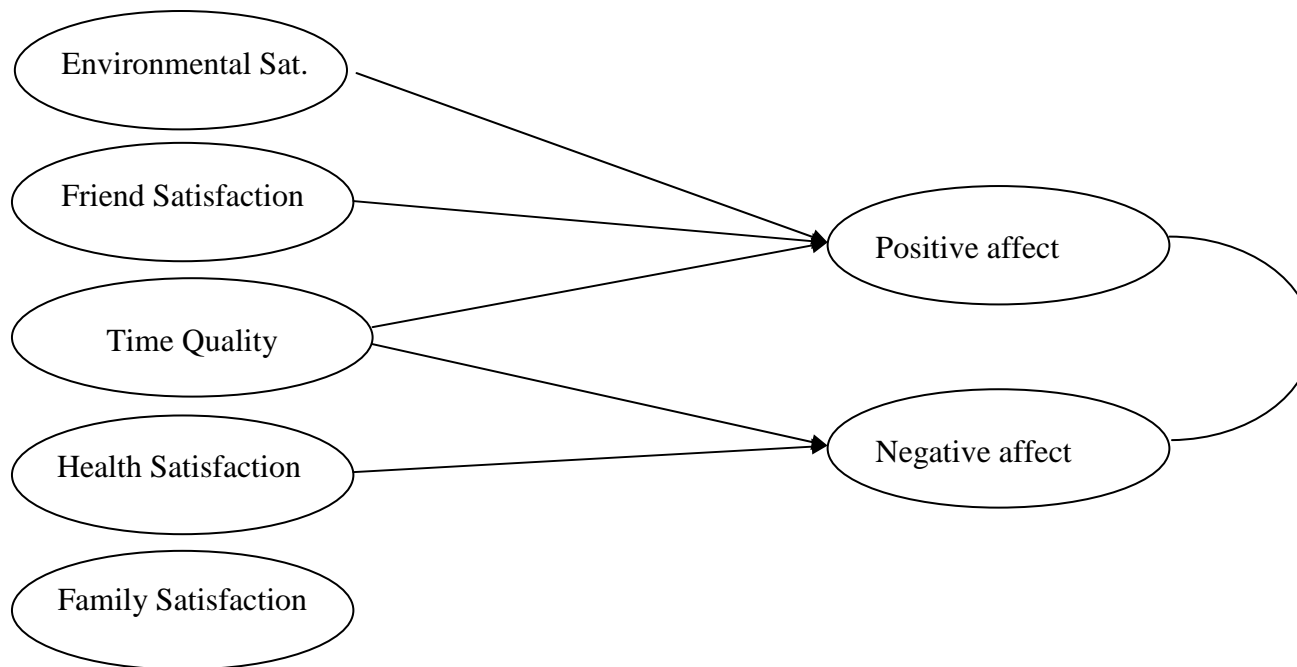 Environmental Sat.
Friend Satisfaction
Time Quality
Health Satisfaction
Family Satisfaction
Positive affect
Negative affect